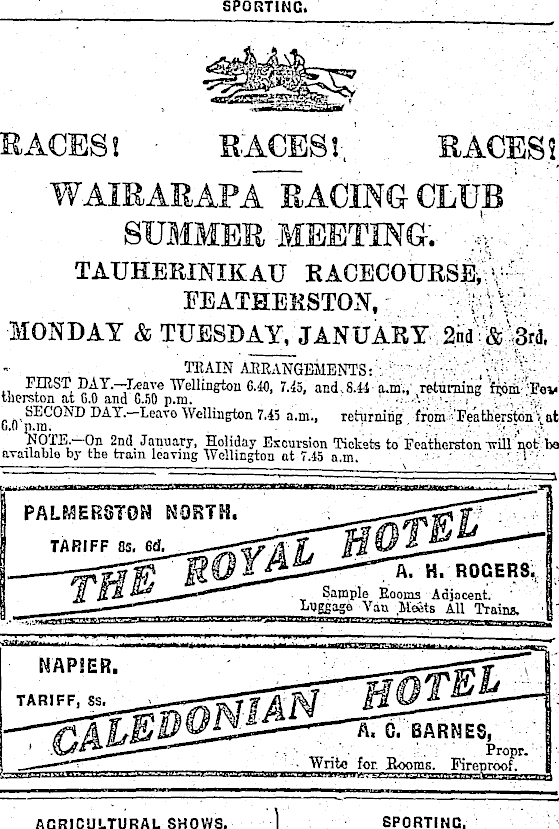 SPORTING.
RACES! RACES! RACES!
WAIRARAPA RACING CLUB
SUMMER MEETING.
TAUHERINIKAU RACECOURSE,
FEATHERSTON,
MONDAY & TUESDAY, JANUARY 2nd & 3rd.
TRAIN ARRANGEMENTS:
FIRST DAY.—Leave Wellington 6.40, 7.45, and 8.44 a.m., returning from Fea-
therston at 6.0 and 6.50 p.m.
SECOND DAY.—Leave Wellington 7.45 a.m., returning from Featherston at
6.0 p.m.
NOTE.—On 2nd January, Holiday Excursion Tickets to Featherston will not be
available by the train leaving Wellington at 7.45 a.m.
PALMERSTON NORTH.
TARIFF 8s. 6d.
THE ROYAL HOTEL
A. H. ROGERS.
Sample Rooms Adjacent.
Luggage Van Meets All Trains.
NAPIER.
TARIFF, 8s.
CALEDONIAN HOTEL
A. C. BARNES,
Propr.
Write for Rooms. Fireproof.
AGRICULTURAL SHOWS.
SPORTING.